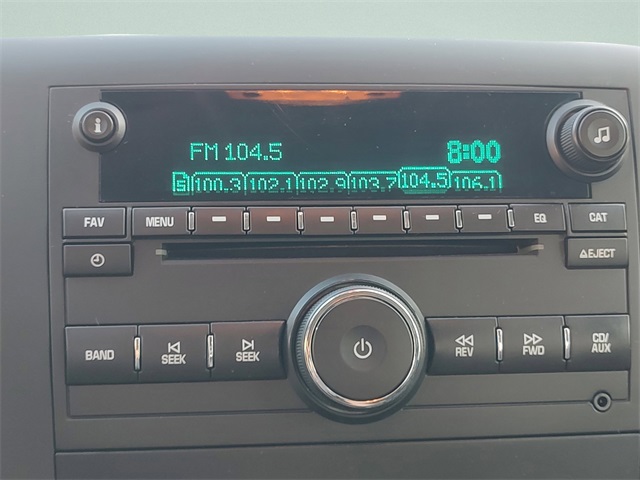 FM 104.5 8:00
5 100.3 102.1 102.9 103.7 104.5 106.1
FAV MENU EQ CAT
EJECT
BAND SEEK SEEK REV FWD CD/
AUX